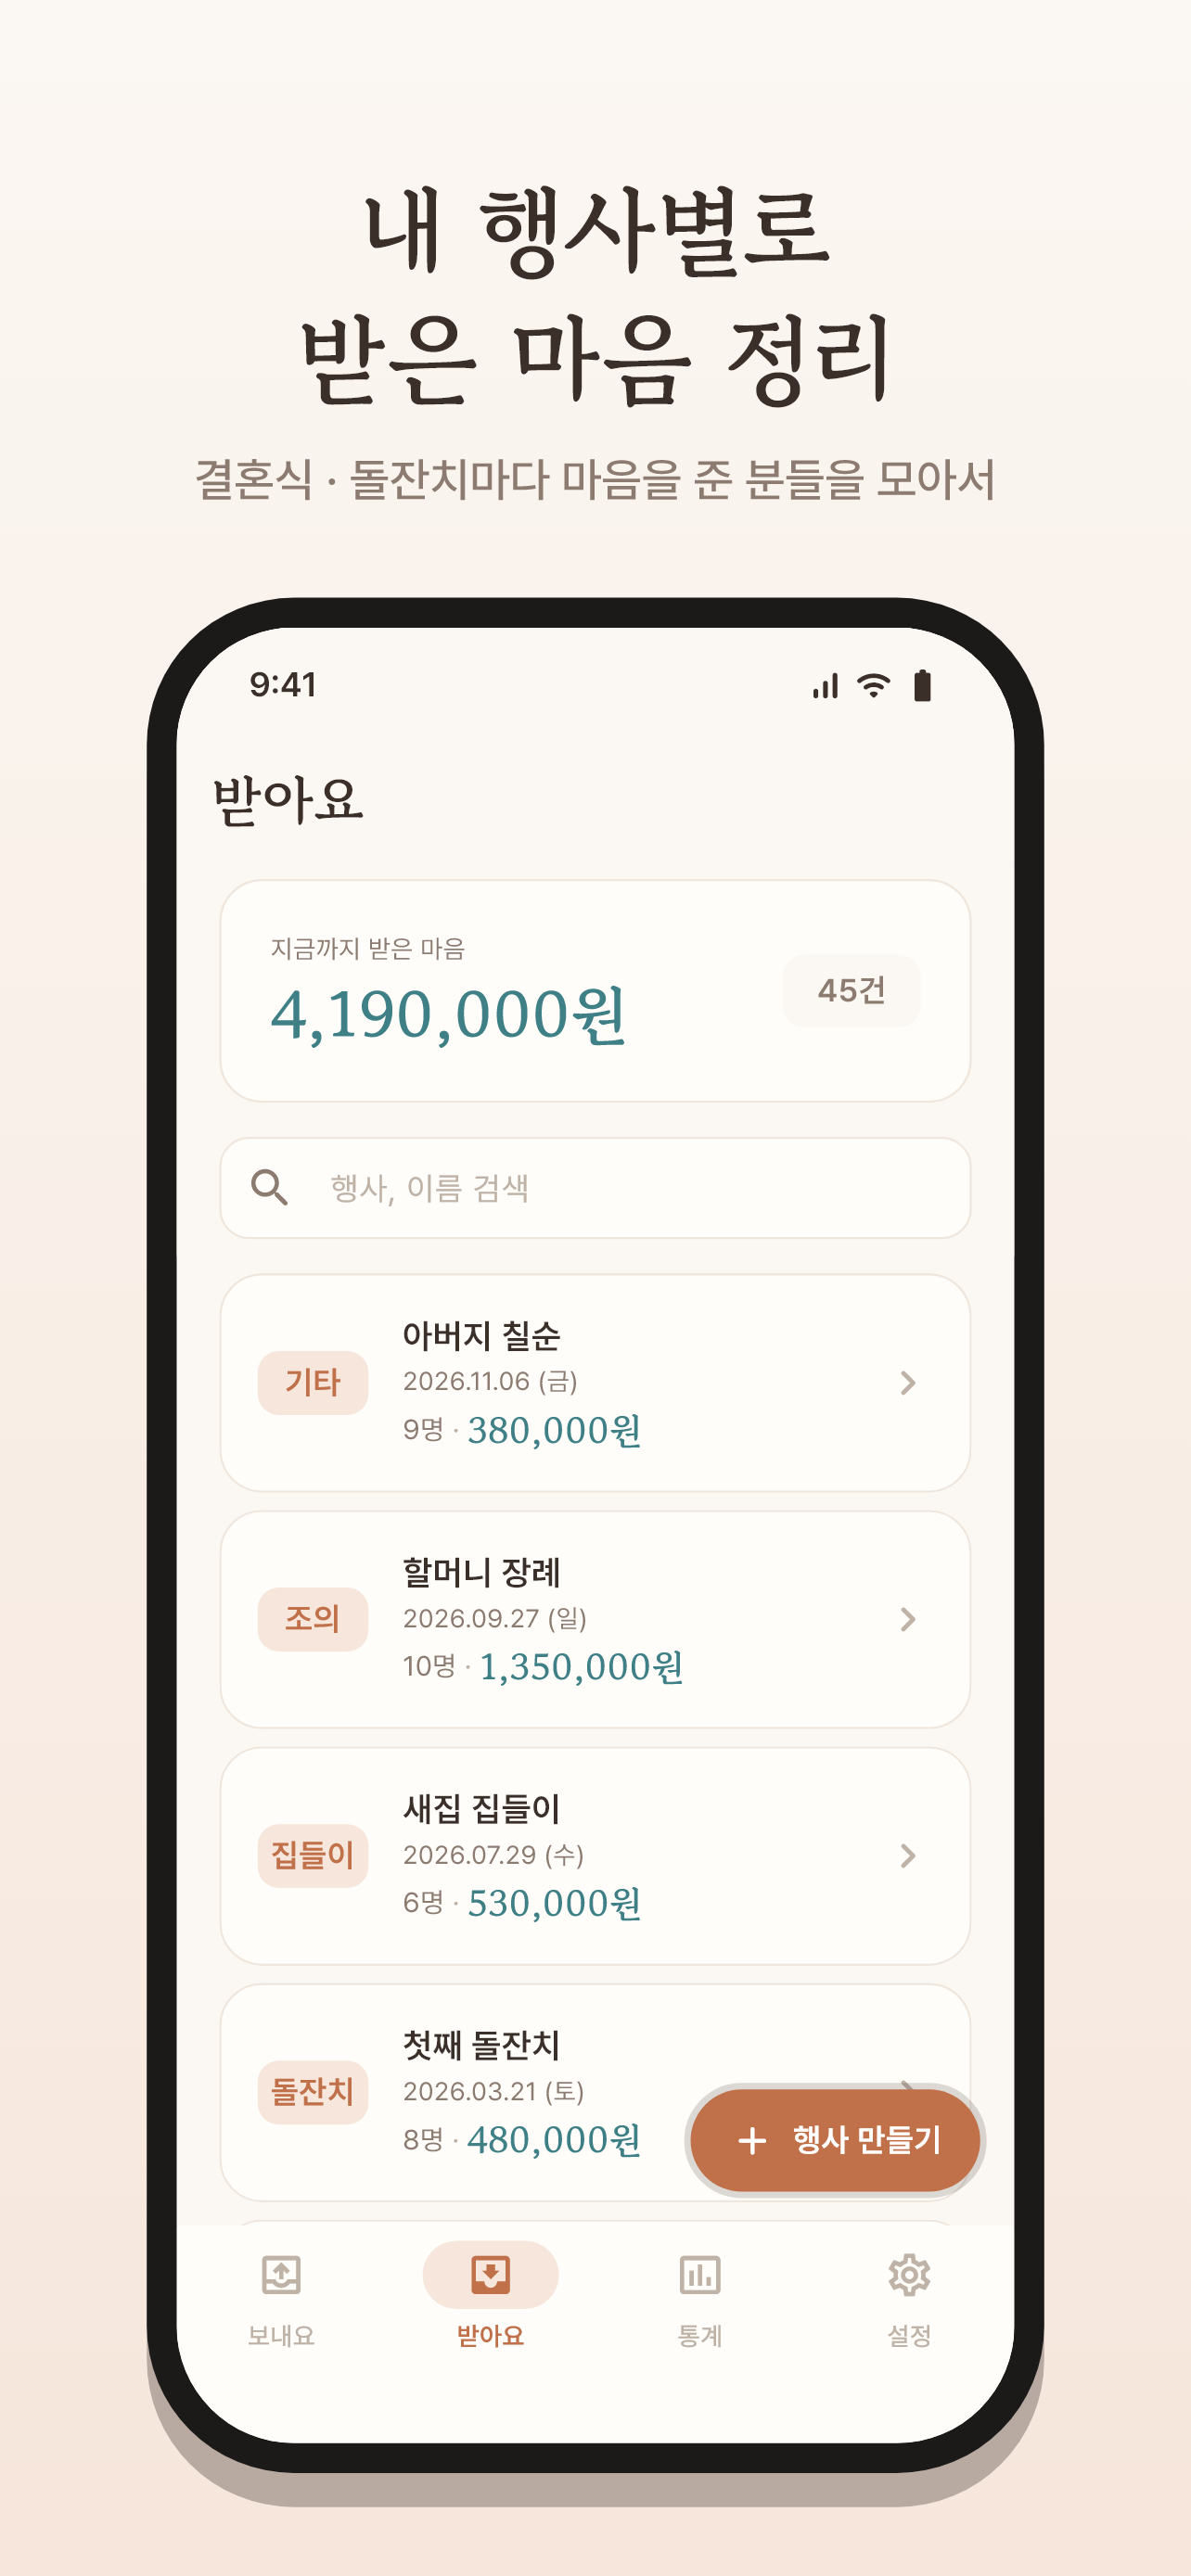 내 행사별로
받은 마음 정리
결혼식 · 돌잔치마다 마음을 준 분들을 모아서
9:41
받아요
지금까지 받은 마음
4,190,000원
45건
행사, 이름 검색
아버지 칠순
기타
2026.11.06 (금)
9명 · 380,000원
할머니 장례
조의
2026.09.27 (일)
10명 · 1,350,000원
새집 집들이
집들이
2026.07.29 (수)
6명 · 530,000원
첫째 돌잔치
돌잔치
2026.03.21 (토)
8명 · 480,000원
+ 행사 만들기
보내요 받아요 통계 설정